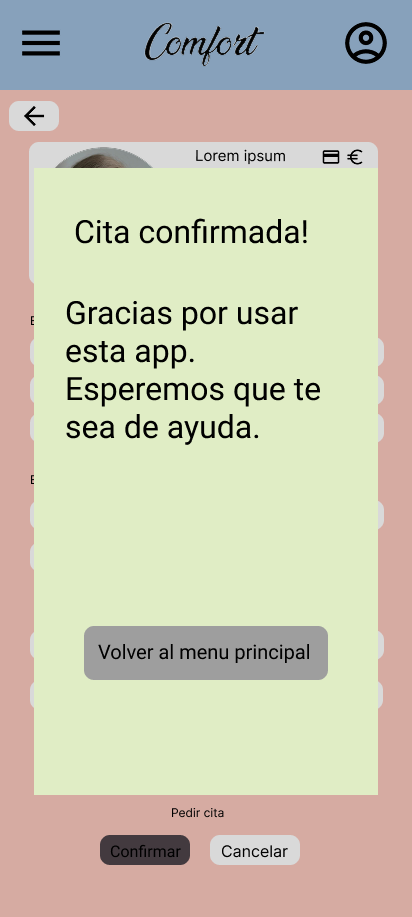 Comfort
Lorem ipsum
Cita confirmada!
Gracias por usar
esta app.
Esperemos que te
sea de ayuda.
Volver al menu principal
Pedir cita
Confirmar
Cancelar